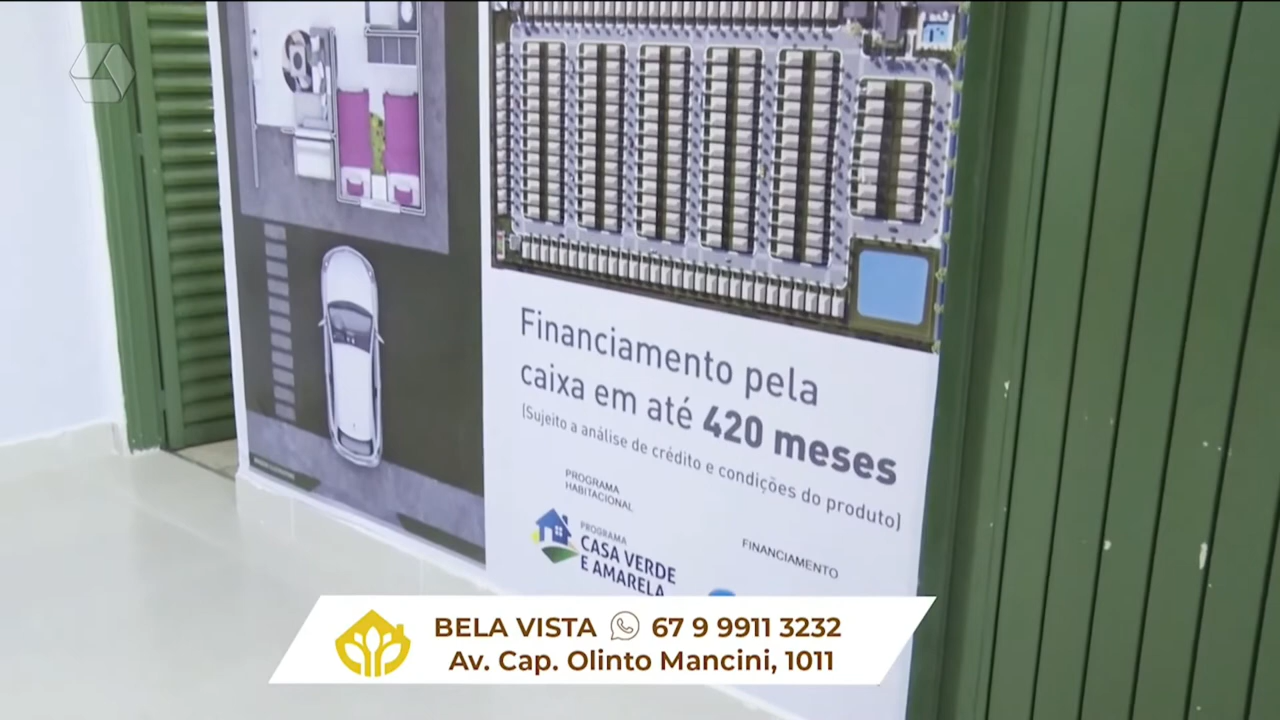 Financiamento pela
caixa em até 420 meses
(Sujeito a análise de crédito e condições do produto)
PROGRAMA
HABITACIONAL
PROGRAMA
CASA VERDE
E AMARELA
FINANCIAMENTO
BELA VISTA 67 9 9911 3232
Av. Cap. Olinto Mancini, 1011